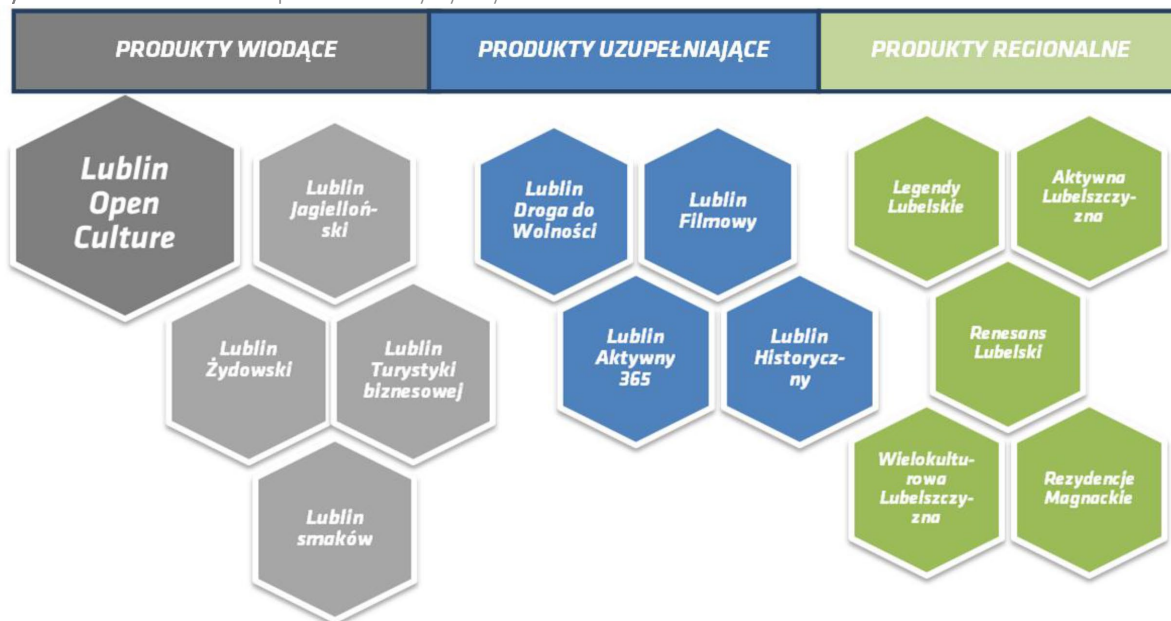 PRODUKTY WIODĄCE
PRODUKTY UZUPEŁNIAJĄCE
PRODUKTY REGIONALNE
Lublin
Open
Culture
Lublin
Jagielloń-
ski
Lublin
Żydowski
Lublin
Turystyki
biznesowej
Lublin
smaków
Lublin
Droga do
Wolności
Lublin
Filmowy
Lublin
Aktywny
365
Lublin
Historycz-
ny
Legendy
Lubelskie
Aktywna
Lubelszczy-
zna
Renesans
Lubelski
Wielokultu-
rowa
Lubelszczy-
zna
Rezydencje
Magnackie